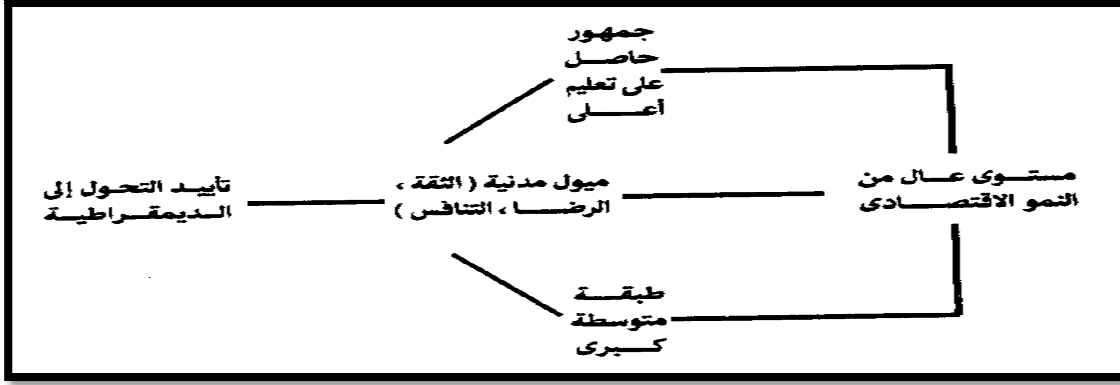 جمهور
حاصل
على تعليم
أعلى
مستوى عال من
النمو الاقتصادى
ميول مدنية ( الثقة ،
الرضا ، التنافس )
تأييد التحول إلى
الديمقراطية
طبقة
متوسطة
كبرى